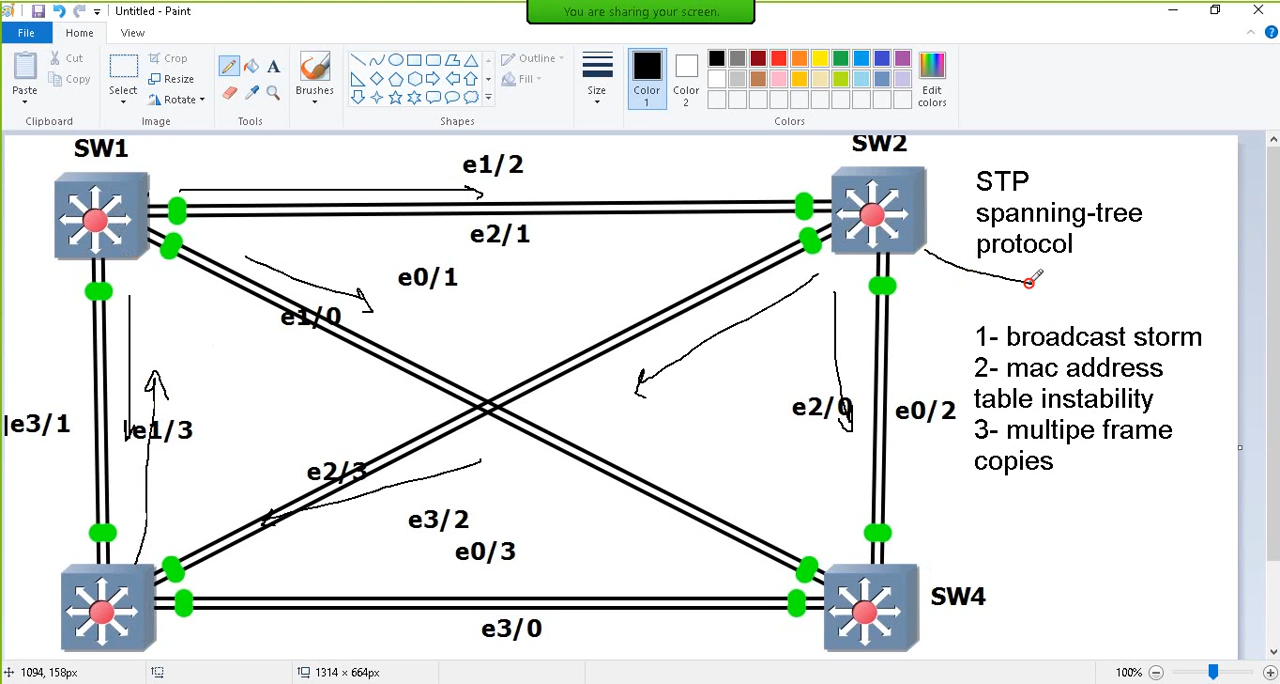 You are sharing your screen.
Untitled - Paint
File
Home
View
Paste
Cut
Copy
Clipboard
Select
Crop
Resize
Rotate
Image
A
Tools
Brushes
Shapes
Outline
Fill
Size
Color
1
Color
2
Edit
colors
Colors
SW1
SW2
e1/2
e2/1
e0/1
e1/0
STP
spanning-tree
protocol
1- broadcast storm
2- mac address
table instability
3- multipe frame
copies
|e3/1
e1/3
e2/0
e0/2
e2/3
e3/2
e0/3
SW4
e3/0
1094, 158px
1314 × 664px
100%